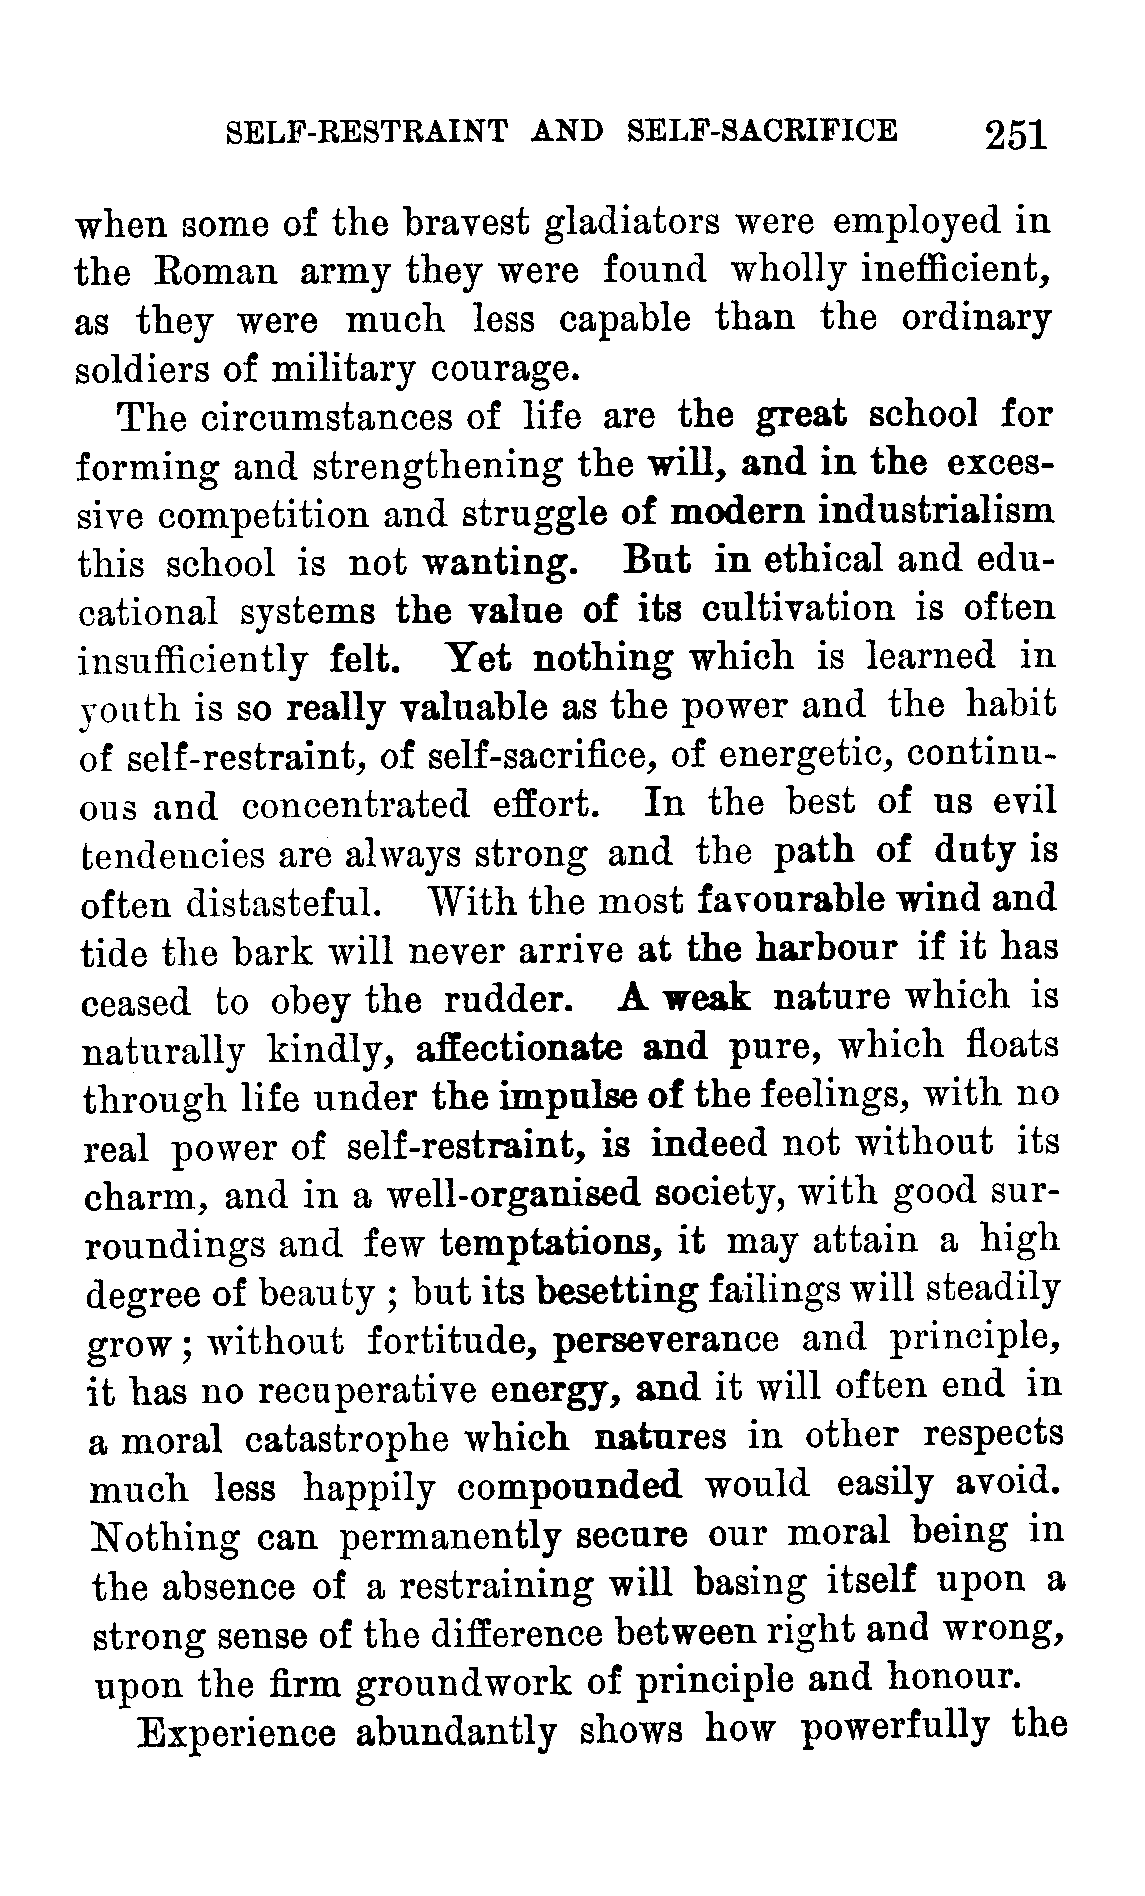 SELF-RESTRAINT AND SELF-SACRIFICE 251
when some of the bravest gladiators were employed in
the Roman army they were found wholly inefficient,
as they were much less capable than the ordinary
soldiers of military courage.
The circumstances of life are the great school for
forming and strengthening the will, and in the exces-
sive competition and struggle of modern industrialism
this school is not wanting. But in ethical and edu-
cational systems the value of its cultivation is often
insufficiently felt. Yet nothing which is learned in
youth is so really valuable as the power and the habit
of self-restraint, of self-sacrifice, of energetic, continu-
ous and concentrated effort. In the best of us evil
tendencies are always strong and the path of duty is
often distasteful. With the most favourable wind and
tide the bark will never arrive at the harbour if it has
ceased to obey the rudder. A weak nature which is
naturally kindly, affectionate and pure, which floats
through life under the impulse of the feelings, with no
real power of self-restraint, is indeed not without its
charm, and in a well-organised society, with good sur-
roundings and few temptations, it may attain a high
degree of beauty ; but its besetting failings will steadily
grow ; without fortitude, perseverance and principle,
it has no recuperative energy, and it will often end in
a moral catastrophe which natures in other respects
much less happily compounded would easily avoid.
Nothing can permanently secure our moral being in
the absence of a restraining will basing itself upon a
strong sense of the difference between right and wrong,
upon the firm groundwork of principle and honour.
Experience abundantly shows how powerfully the